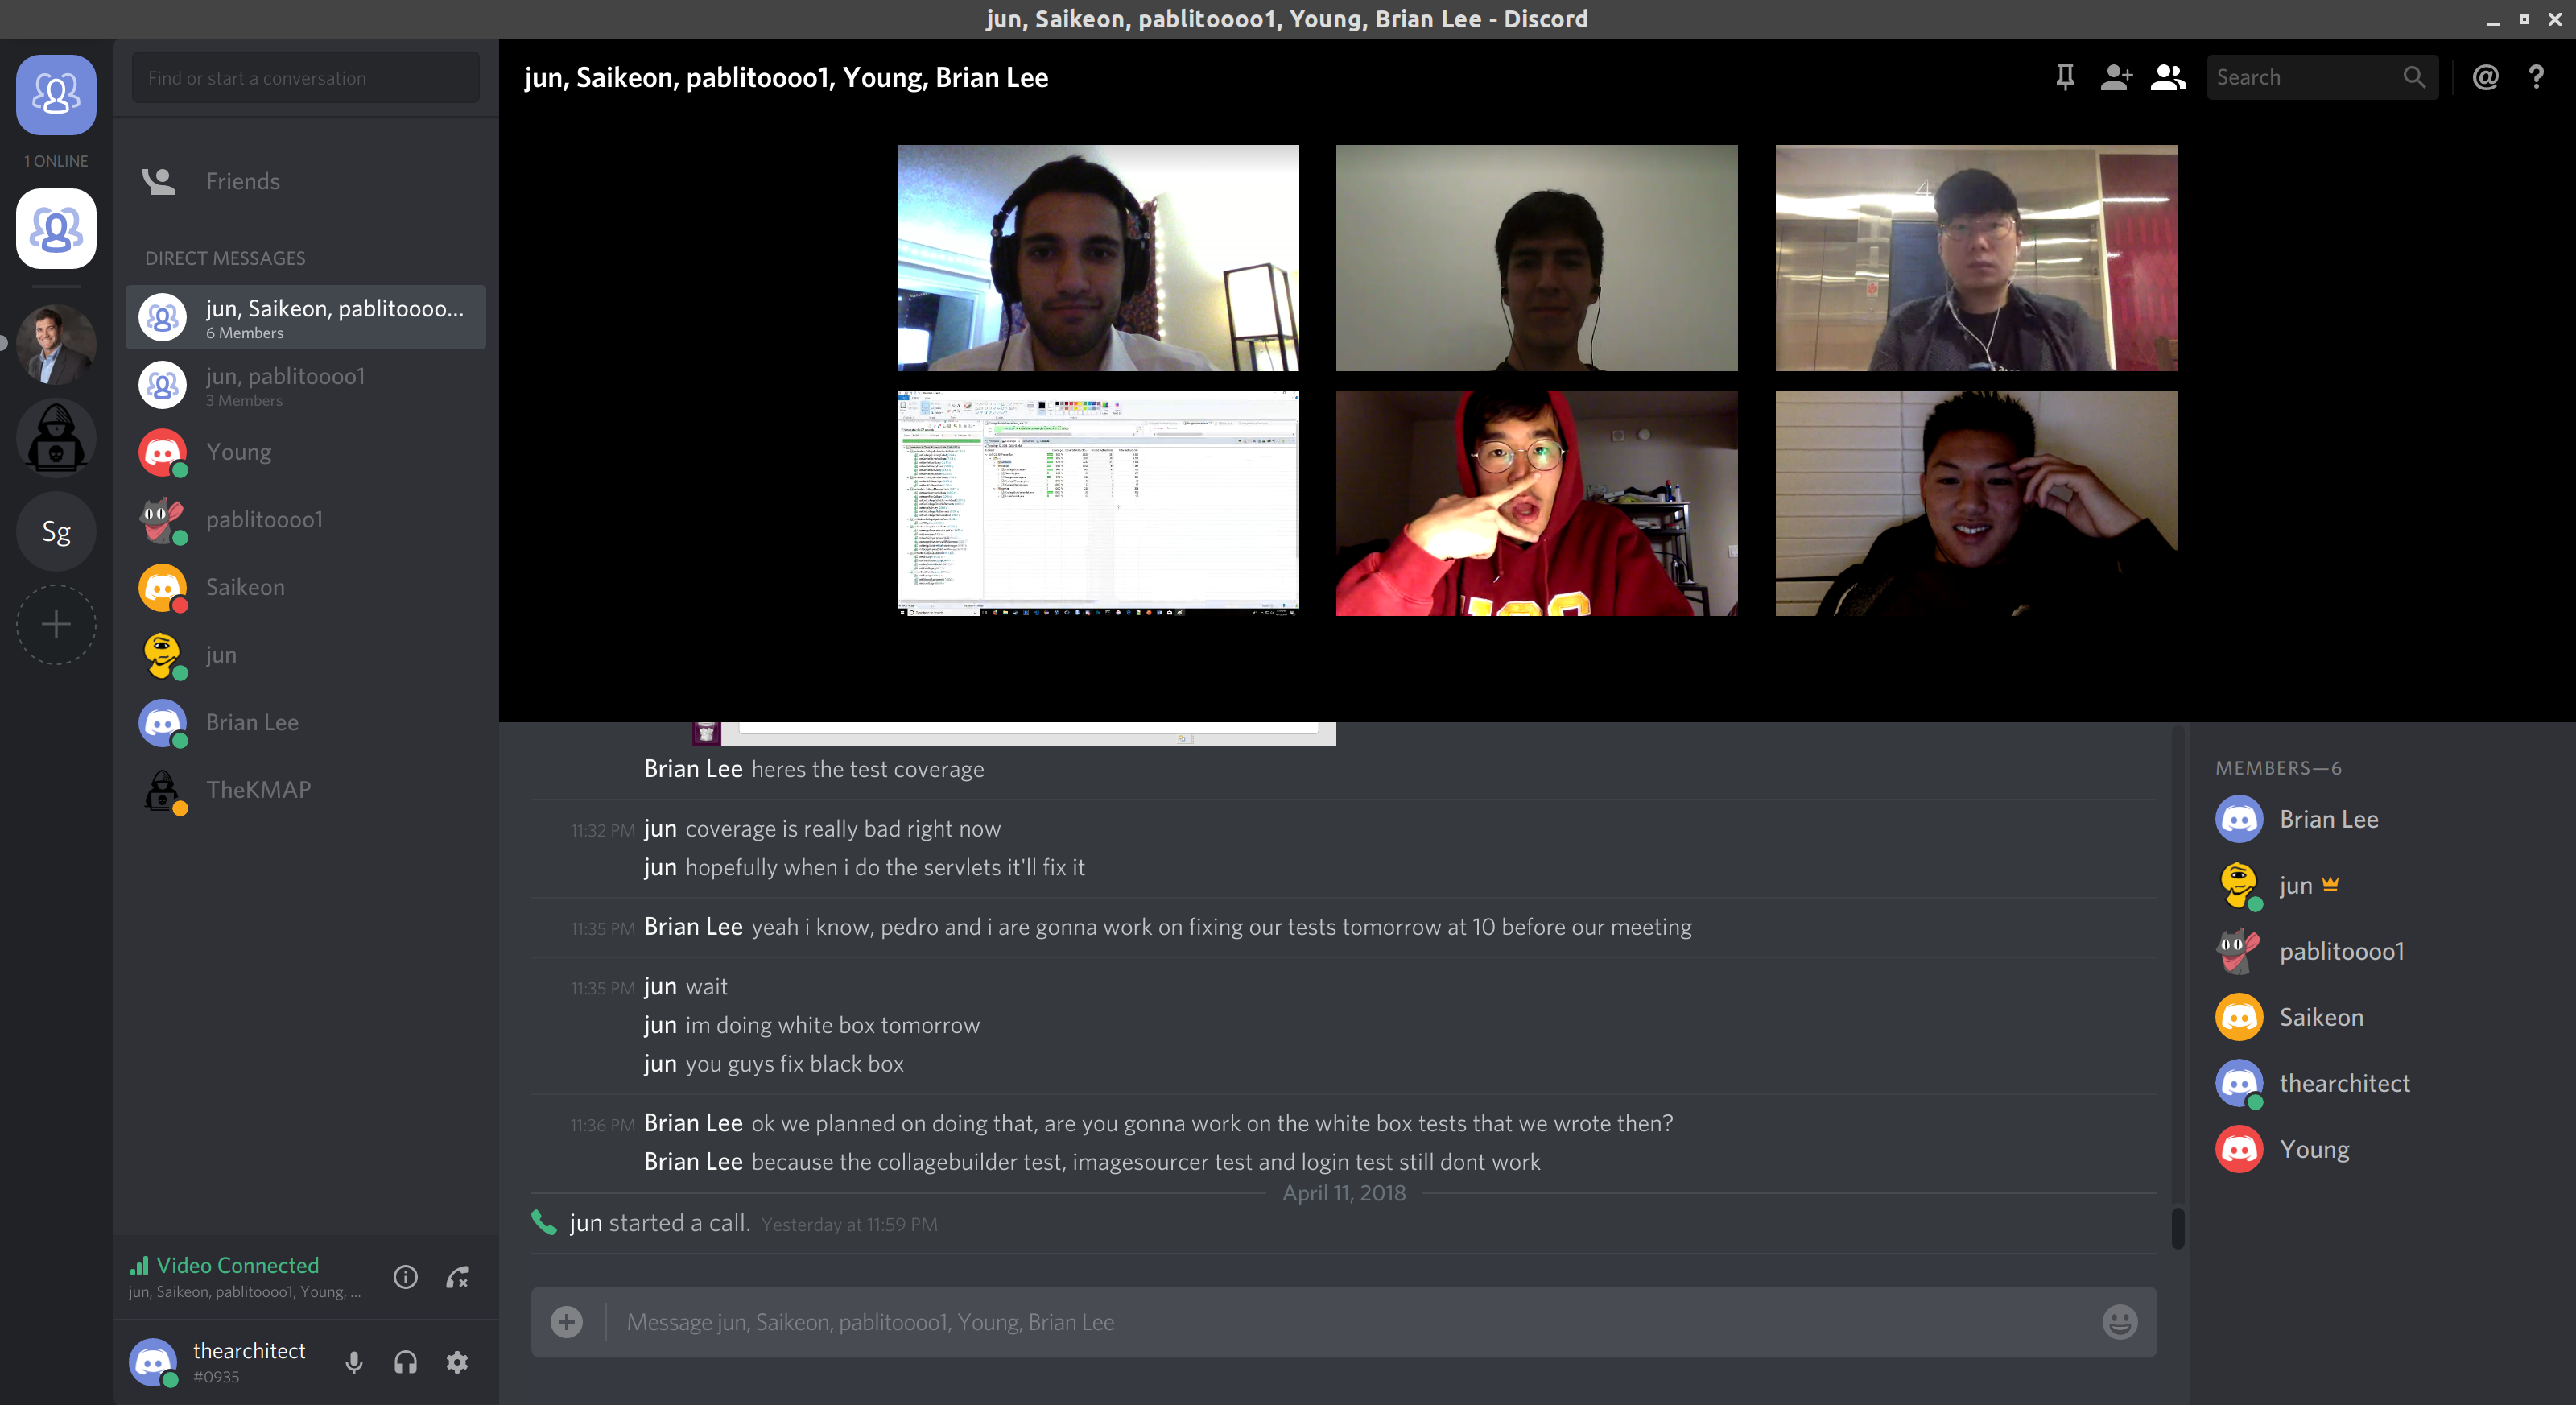 jun, Saikeon, pablitoooo1, Young, Brian Lee - Discord
Find or start a conversation
jun, Saikeon, pablitoooo1, Young, Brian Lee
Search
1 ONLINE
Friends
DIRECT MESSAGES
jun, Saikeon, pablitoooo...
6 Members
jun, pablitoooo1
3 Members
Young
pablitoooo1
Sg
Saikeon
jun
Brian Lee
TheKMAP
Brian Lee heres the test coverage
11:32 PM jun coverage is really bad right now
jun hopefully when i do the servlets it'll fix it
11:35 PM Brian Lee yeah i know, pedro and i are gonna work on fixing our tests tomorrow at 10 before our meeting
11:35 PM jun wait
jun im doing white box tomorrow
jun you guys fix black box
11:36 PM Brian Lee ok we planned on doing that, are you gonna work on the white box tests that we wrote then?
Brian Lee because the collagebuilder test, imagesourcer test and login test still dont work
April 11, 2018
jun started a call. Yesterday at 11:59 PM
Message jun, Saikeon, pablitoooo1, Young, Brian Lee
MEMBERS—6
Brian Lee
jun
pablitoooo1
Saikeon
thearchitect
Young
Video Connected
jun, Saikeon, pablitoooo1, Young, ...
thearchitect
#0935